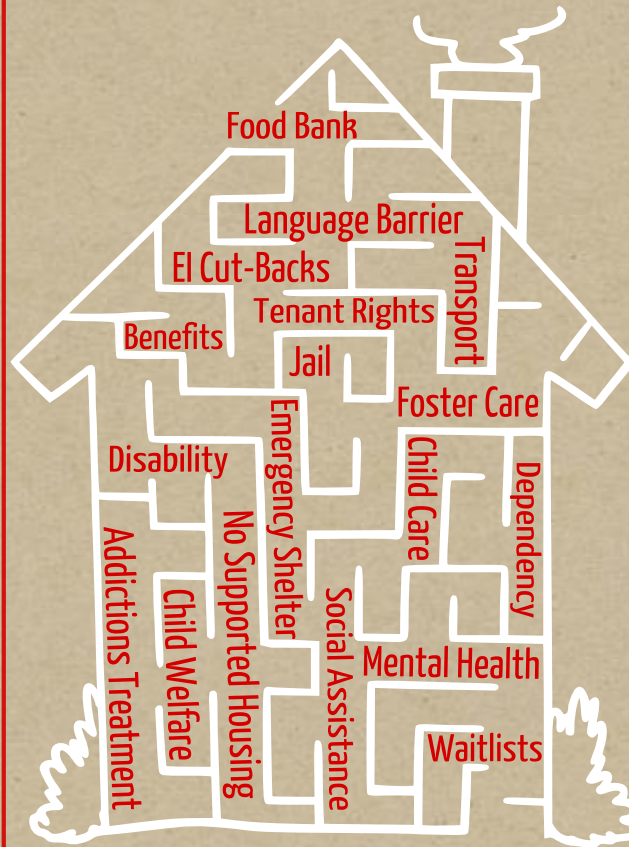 Food Bank
Language Barrier
EI Cut-Backs
Transport
Tenant Rights
Benefits
Jail
Foster Care
Emergency Shelter
Child Care
Disability
Dependency
No Supported Housing
Addictions Treatment
Child Welfare
Social Assistance
Mental Health
Waitlists